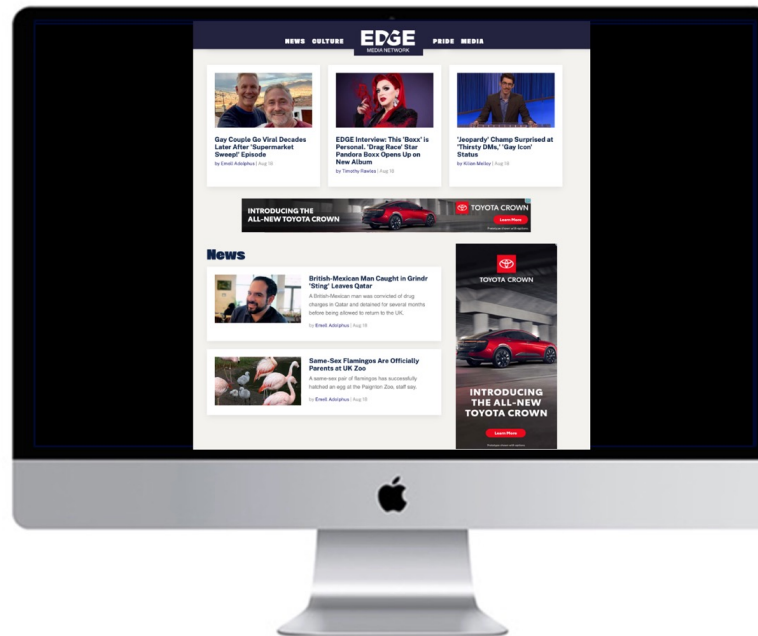 NEWS CULTURE
EDGE
MEDIA NETWORK
PRIDE MEDIA
Gay Couple Go Viral Decades
Later After 'Supermarket
Sweep!' Episode
by Emell Adolphus | Aug 19
EDGE Interview: This 'Boxx' is
Personal. 'Drag Race' Star
Pandora Boxx Opens Up on
New Album
by Timothy Rawles | Aug 18
'Jeopardy' Champ Surprised at
'Thirsty DMs,' 'Gay Icon'
Status
by Kilian Melloy | Aug 19
INTRODUCING THE
ALL-NEW TOYOTA CROWN
TOYOTA CROWN
Learn More
News
British-Mexican Man Caught in Grindr
'Sting' Leaves Qatar
A British-Mexican man was convicted of drug
charges in Qatar and detained for several months
before being allowed to return to the UK.
by Emell Adolphus | Aug 19
Same-Sex Flamingos Are Officially
Parents at UK Zoo
A same-sex pair of flamingos has successfully
hatched an egg at the Paignton Zoo, staff say.
by Emell Adolphus | Aug 19
TOYOTA CROWN
INTRODUCING
THE ALL-NEW
TOYOTA CROWN
Learn More